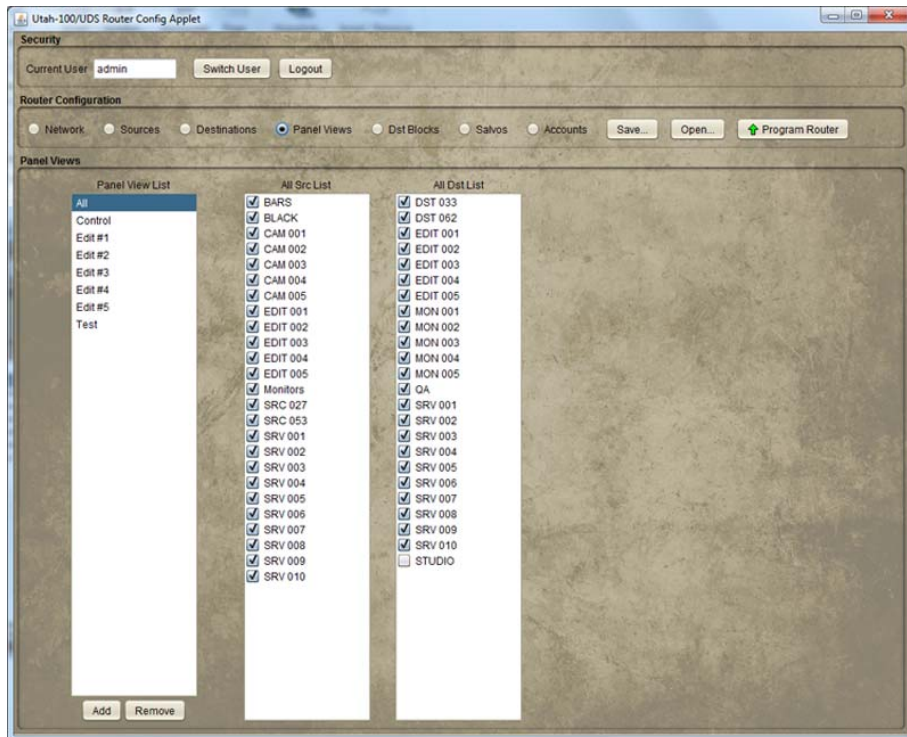 Utah-100/UDS Router Config Applet
Security
Current User admin Switch User Logout
Router Configuration
Network Sources Destinations Panel Views Dst Blocks Salvos Accounts Save... Open... Program Router
Panel Views
Panel View List
All
Control
Edit #1
Edit #2
Edit #3
Edit #4
Edit #5
Test
Add Remove
All Src List
BARS
BLACK
CAM 001
CAM 002
CAM 003
CAM 004
CAM 005
EDIT 001
EDIT 002
EDIT 003
EDIT 004
EDIT 005
Monitors
SRC 027
SRC 053
SRV 001
SRV 002
SRV 003
SRV 004
SRV 005
SRV 006
SRV 007
SRV 008
SRV 009
SRV 010
All Dst List
DST 033
DST 062
EDIT 001
EDIT 002
EDIT 003
EDIT 004
EDIT 005
MON 001
MON 002
MON 003
MON 004
MON 005
QA
SRV 001
SRV 002
SRV 003
SRV 004
SRV 005
SRV 006
SRV 007
SRV 008
SRV 009
SRV 010
STUDIO